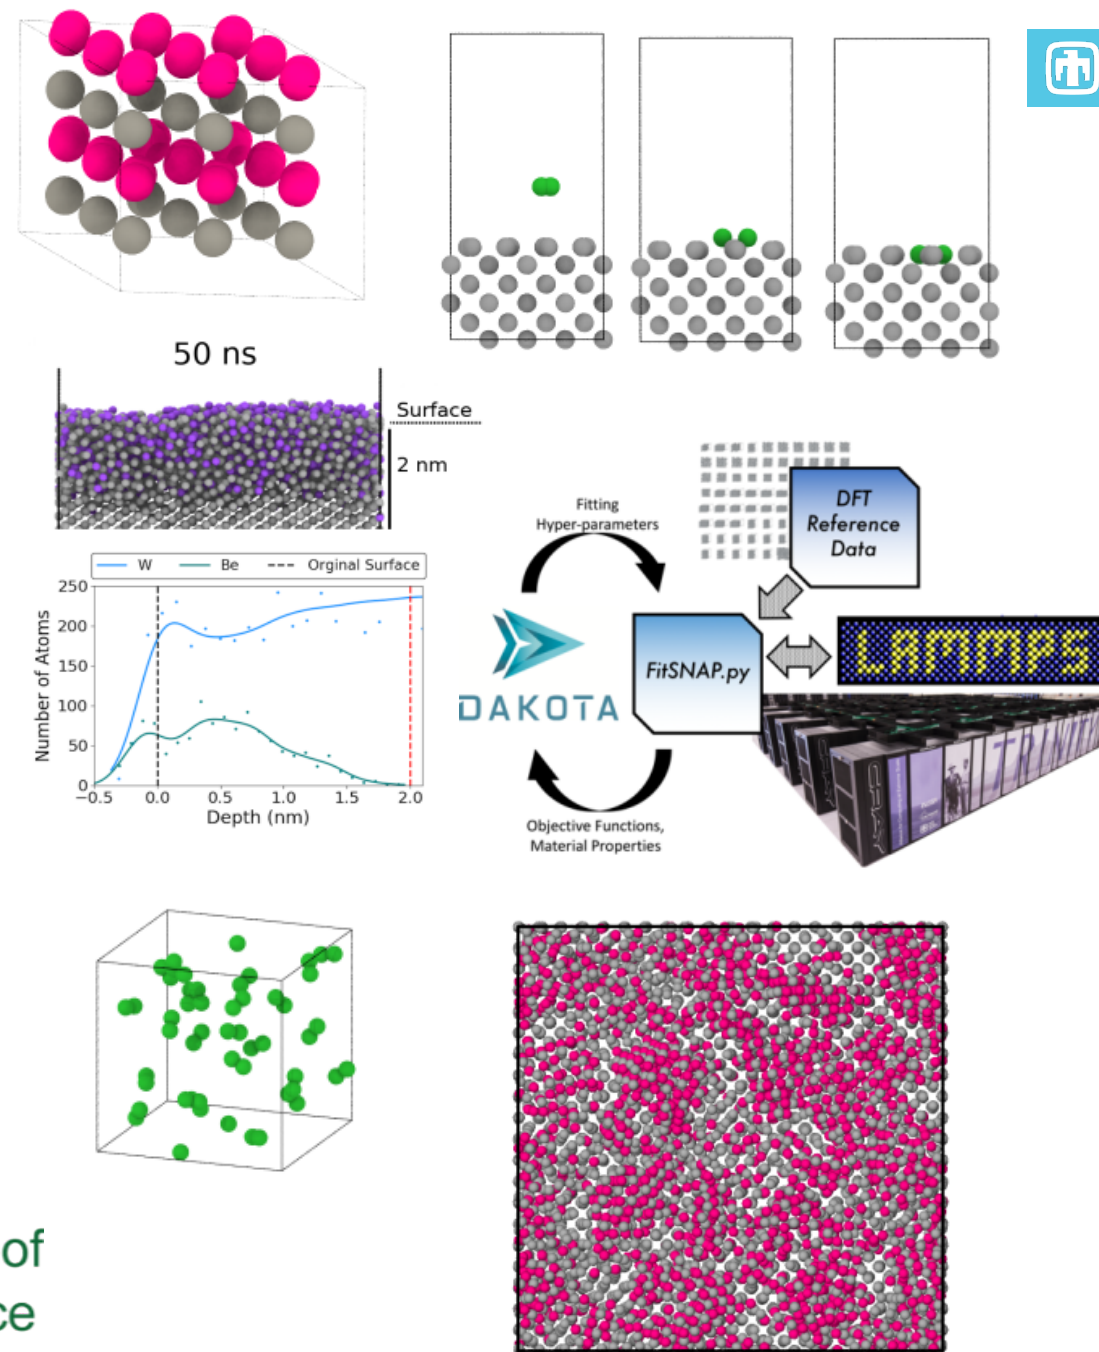 50 ns
Surface
2 nm
W
Be
Orginal Surface
250
200
150
100
50
0
Number of Atoms
−0.5
0.0
0.5
1.0
1.5
2.0
Depth (nm)
Fitting
Hyper-parameters
DFT
Reference
Data
DAKOTA
FitSNAP.py
LAMMPS
CRAY
Objective Functions,
Material Properties
of
ce